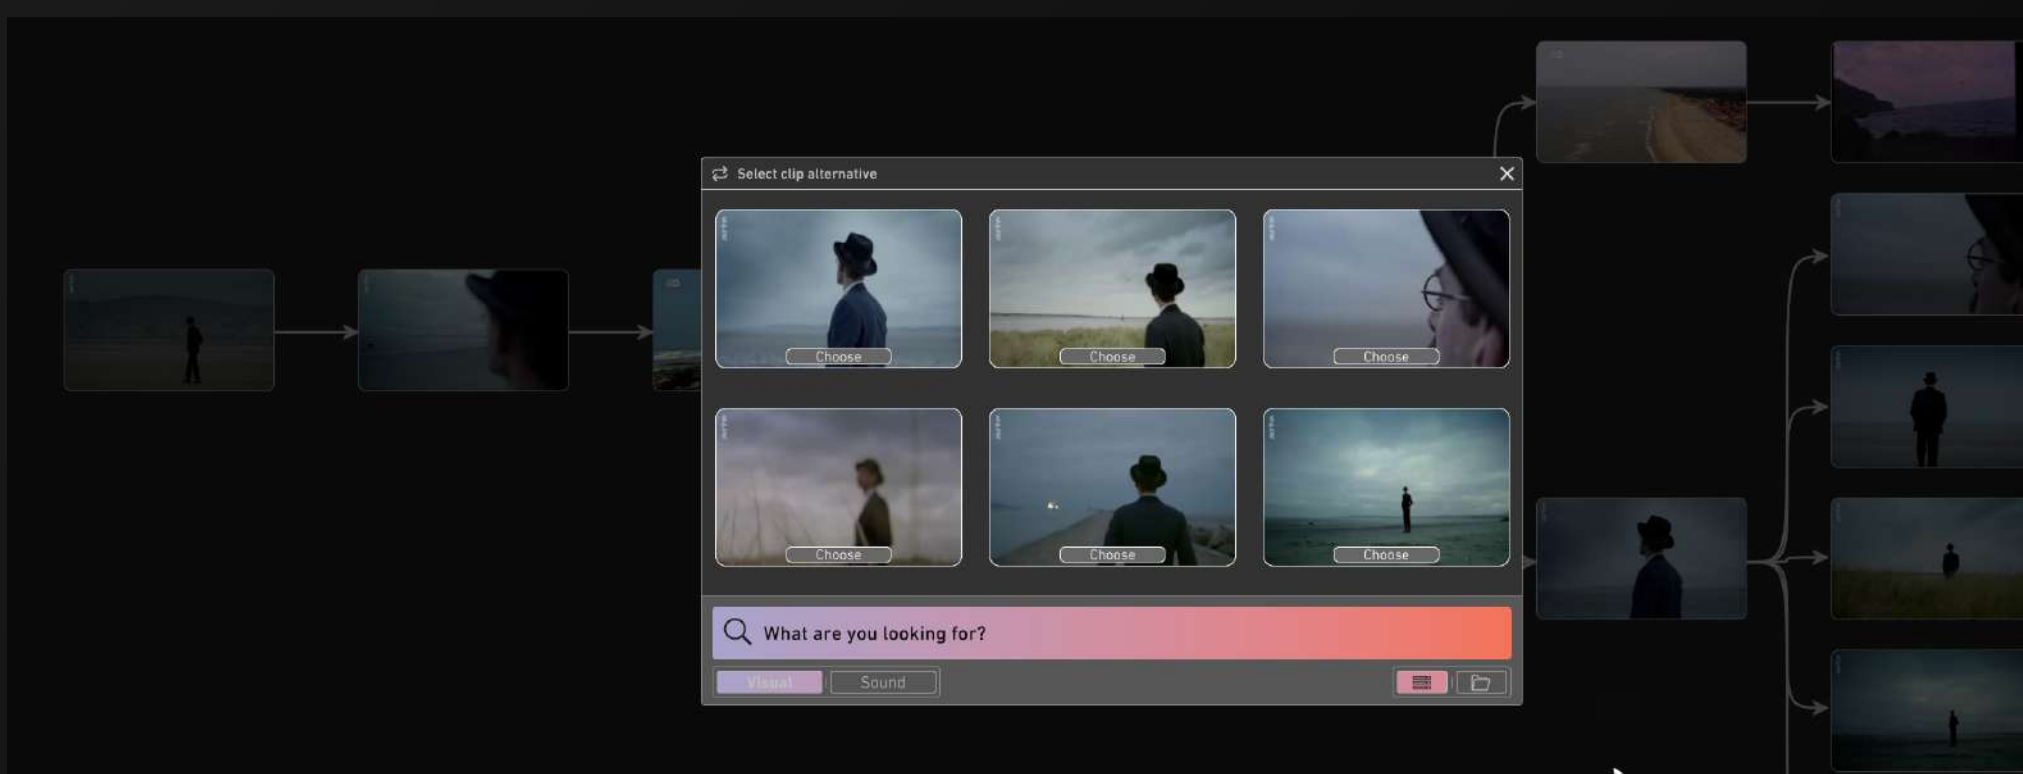 Select clip alternative
Choose
Choose
Choose
Choose
Choose
Choose
What are you looking for?
Visual
Sound